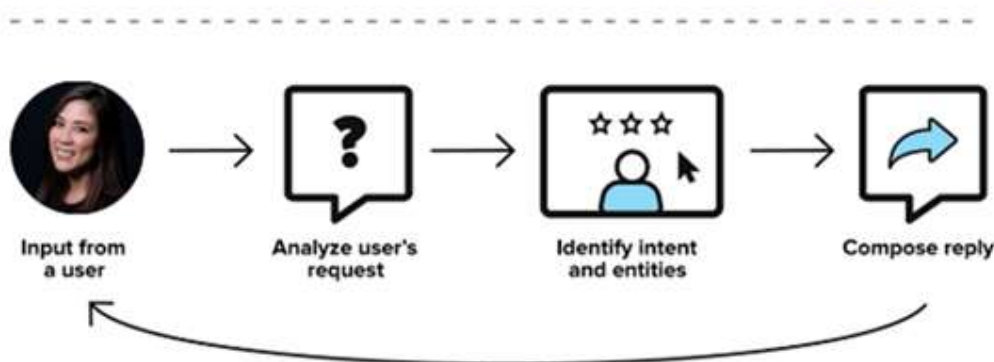 Input from
a user
Analyze user's
request
Identify intent
and entities
Compose reply